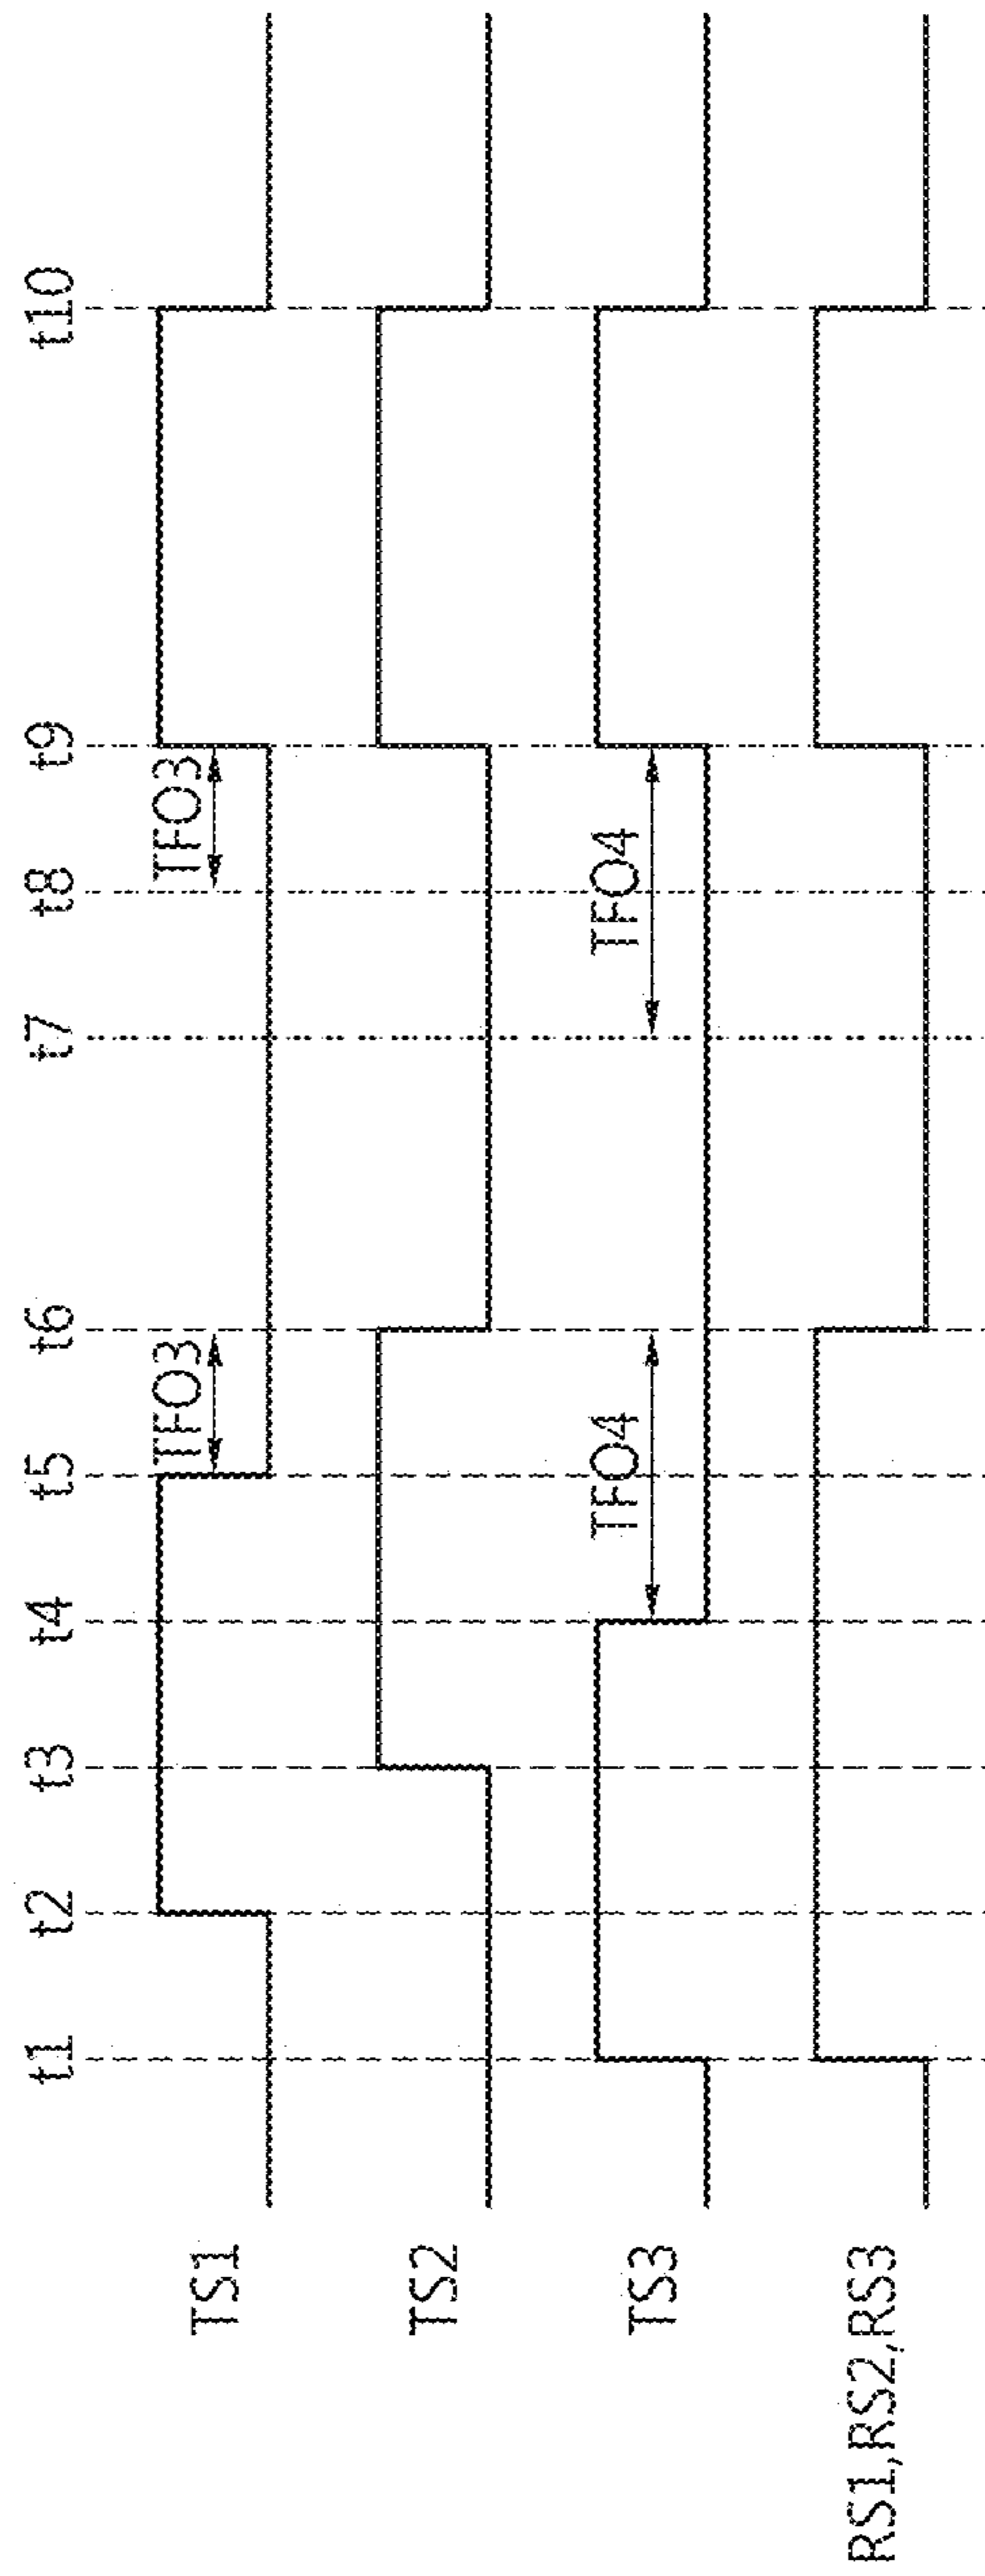 t1 t2 t3 t4 t5 t6 t7 t8 t9 t10
TS1
TFO3 TFO3
TS2
TS3
TFO4 TFO4
RS1,RS2,RS3